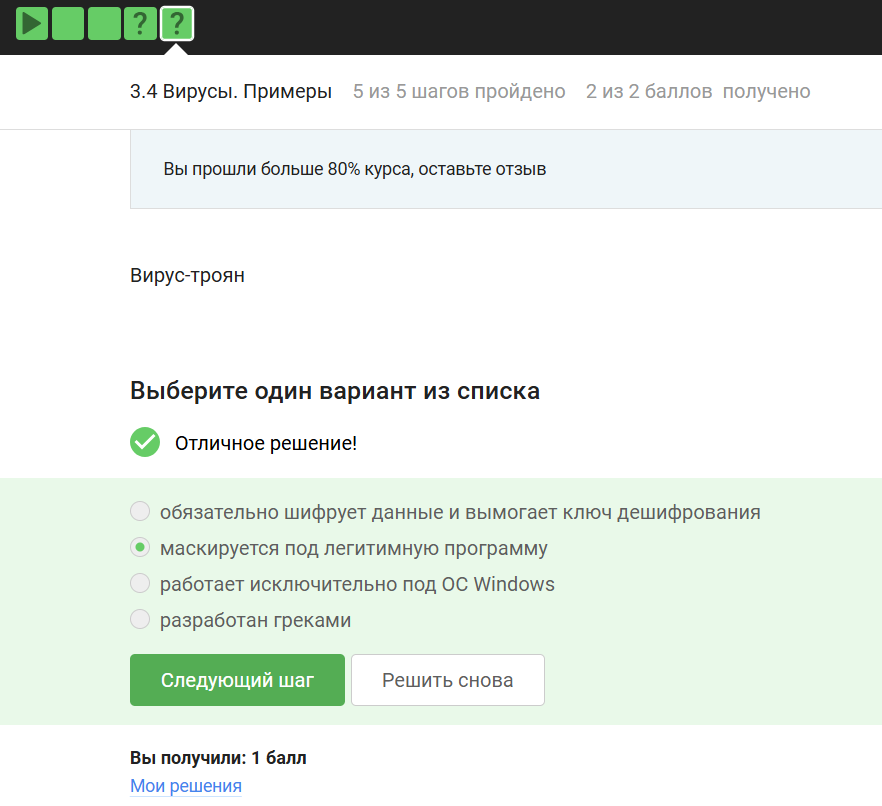 ? ?
3.4 Вирусы. Примеры 5 из 5 шагов пройдено 2 из 2 баллов получено
Вы прошли больше 80% курса, оставьте отзыв
Вирус-троян
Выберите один вариант из списка
Отличное решение!
обязательно шифрует данные и вымогает ключ дешифрования
маскируется под легитимную программу
работает исключительно под ОС Windows
разработан греками
Следующий шаг Решить снова
Вы получили: 1 балл
Мои решения